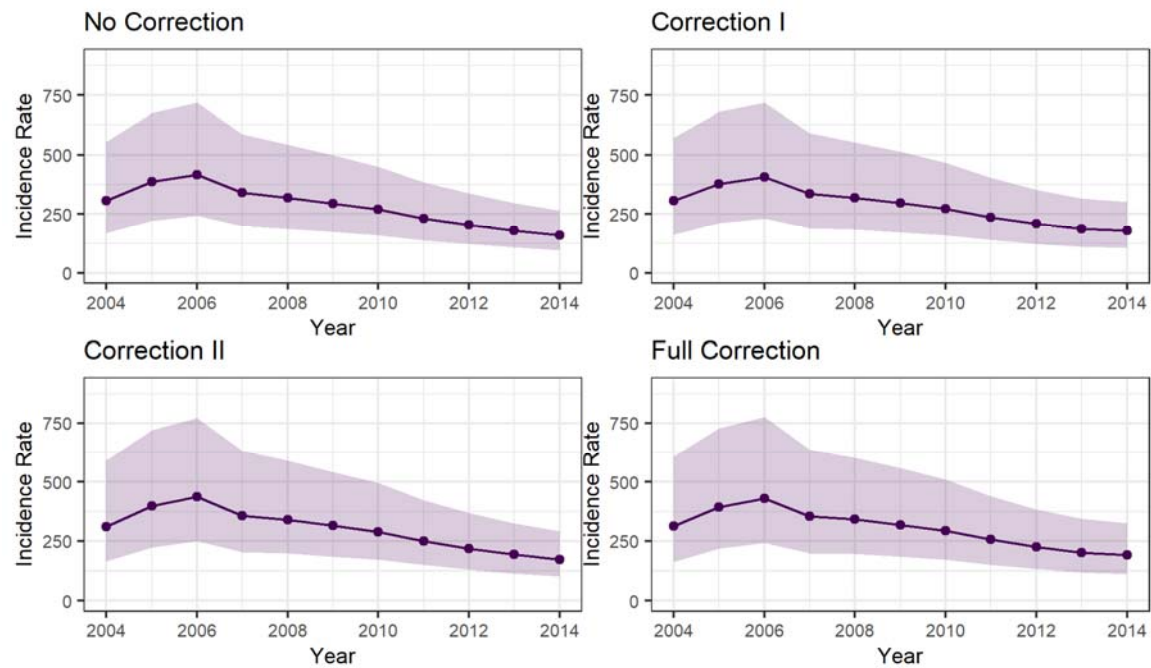 No Correction
Incidence Rate
750
500
250
0
2004 2006 2008 2010 2012 2014
Year
Correction I
Incidence Rate
750
500
250
0
2004 2006 2008 2010 2012 2014
Year
Correction II
Incidence Rate
750
500
250
0
2004 2006 2008 2010 2012 2014
Year
Full Correction
Incidence Rate
750
500
250
0
2004 2006 2008 2010 2012 2014
Year